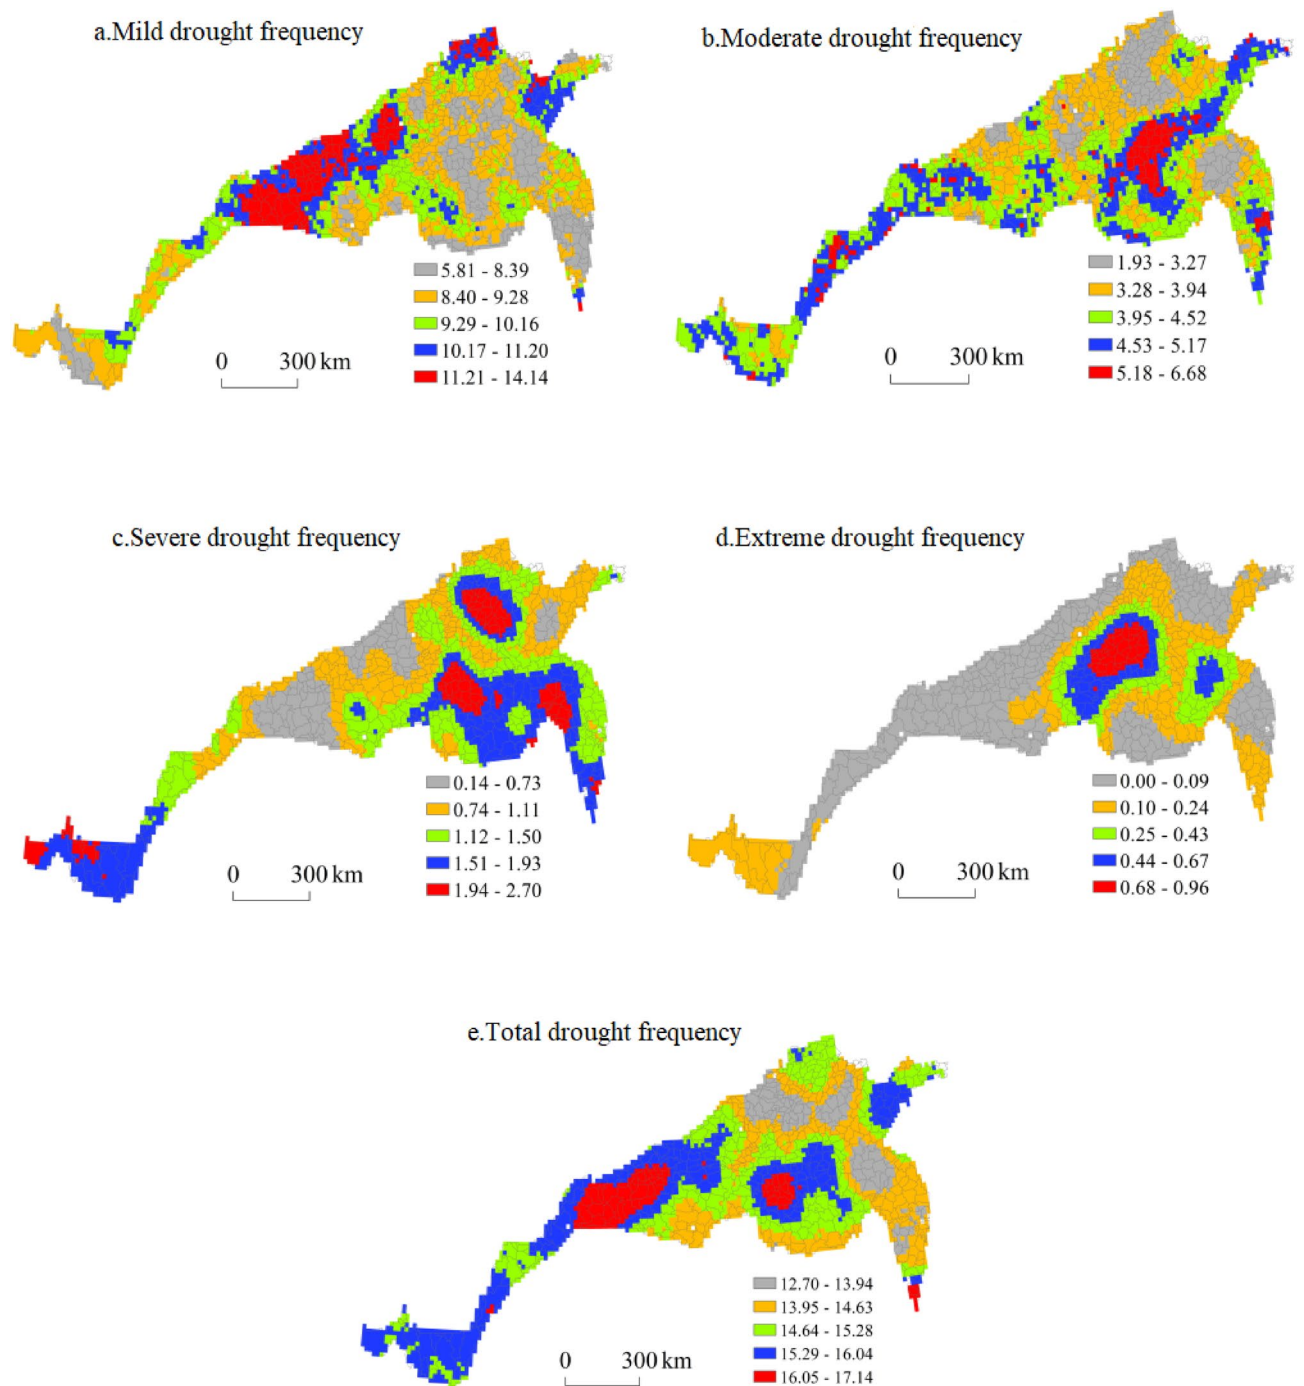 a.Mild drought frequency
5.81 - 8.39
8.40 - 9.28
9.29 - 10.16
10.17 - 11.20
11.21 - 14.14
0 300 km
b.Moderate drought frequency
1.93 - 3.27
3.28 - 3.94
3.95 - 4.52
4.53 - 5.17
5.18 - 6.68
0 300 km
c.Severe drought frequency
0.14 - 0.73
0.74 - 1.11
1.12 - 1.50
1.51 - 1.93
1.94 - 2.70
0 300 km
d.Extreme drought frequency
0.00 - 0.09
0.10 - 0.24
0.25 - 0.43
0.44 - 0.67
0.68 - 0.96
0 300 km
e.Total drought frequency
12.70 - 13.94
13.95 - 14.63
14.64 - 15.28
15.29 - 16.04
16.05 - 17.14
0 300 km